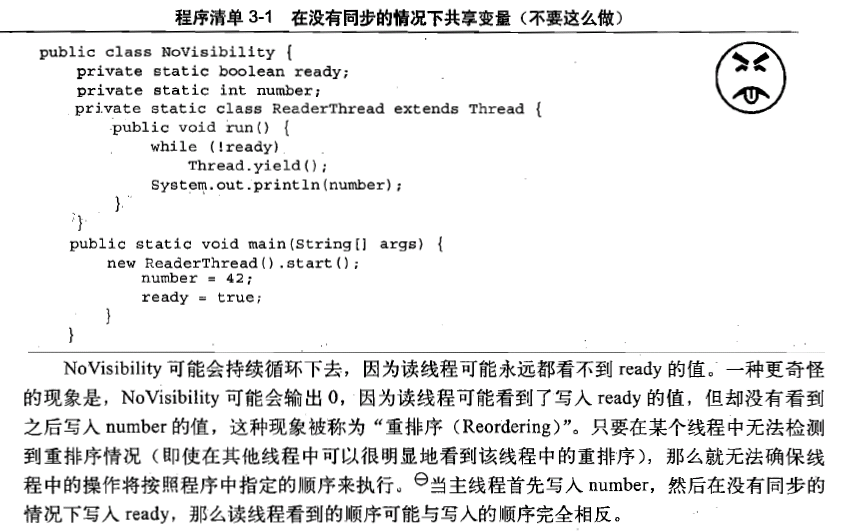 程序清单 3-1 在没有同步的情况下共享变量（不要这么做）
public class NoVisibility {
private static boolean ready;
private static int number;
private static class ReaderThread extends Thread {
public void run() {
while (!ready)
Thread.yield();
System.out.println(number);
}
}
public static void main(String[] args) {
new ReaderThread().start();
number = 42;
ready = true;
}
}
NoVisibility 可能会持续循环下去，因为读线程可能永远都看不到 ready 的值。一种更奇怪
的现象是，NoVisibility 可能会输出 0，因为读线程可能看到了写入 ready 的值，但却没有看到
之后写入 number 的值，这种现象被称为“重排序（Reordering）”。只要在某个线程中无法检测
到重排序情况（即使在其他线程中可以很明显地看到该线程中的重排序），那么就无法确保线
程中的操作将按照程序中指定的顺序来执行。㊀当主线程首先写入 number，然后在没有同步的
情况下写入 ready，那么读线程看到的顺序可能与写入的顺序完全相反。